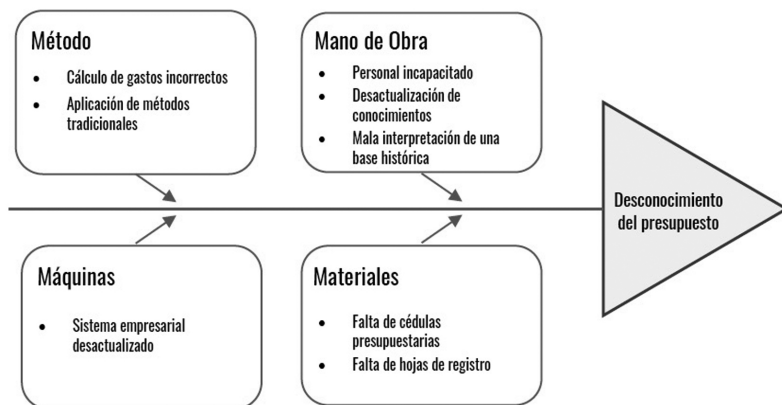 Método
Cálculo de gastos incorrectos
Aplicación de métodos
tradicionales
Mano de Obra
Personal incapacitado
Desactualización de
conocimientos
Mala interpretación de una
base histórica
Desconocimiento
del presupuesto
Máquinas
Sistema empresarial
desactualizado
Materiales
Falta de cédulas
presupuestarias
Falta de hojas de registro